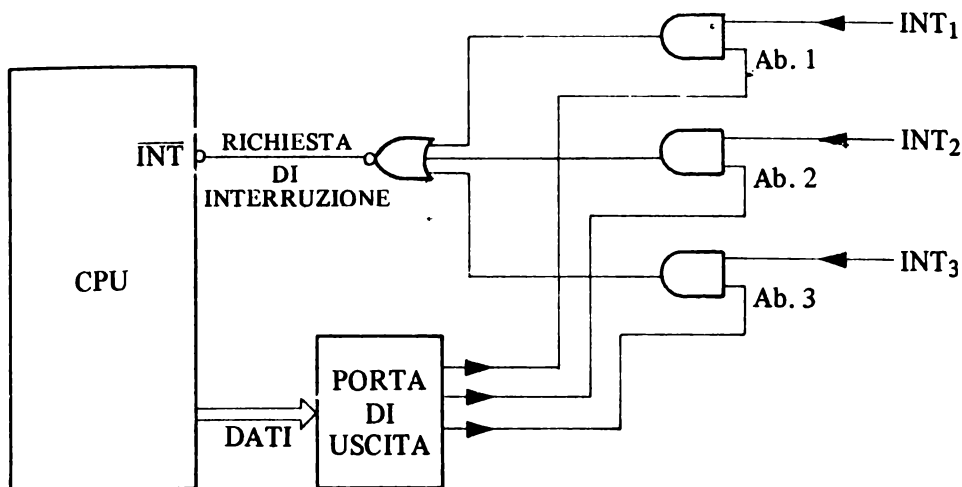 INT1
Ab. 1
INT
RICHIESTA
DI
INTERRUZIONE
INT2
Ab. 2
INT3
Ab. 3
CPU
PORTA
DI
USCITA
DATI